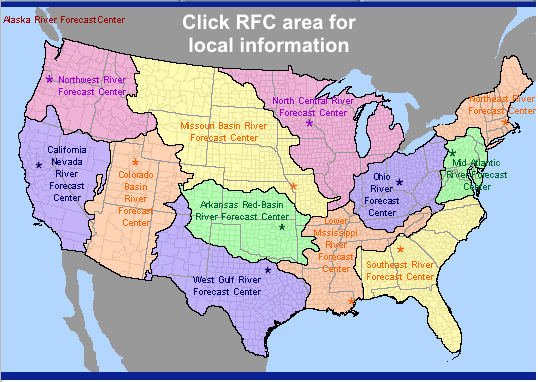 Alaska River ForecastCenter
Click RFC area for
local information
Northwest River
Forecast Center
North Central River
Forecast Center
Northeast River
Forecast Center
Missouri Basin River
Forecast Center
California
Nevada
River
Forecast
Center
Colorado
Basin
River
Forecast
Center
Ohio
River
Forecast
Center
Mid-Atlantic
River Forecast
Center
Arkansas Red-Basin
River Forecast Center
Lower
Mississippi
River
Forecast
Center
Southeast River
Forecast Center
West Gulf River
Forecast Center